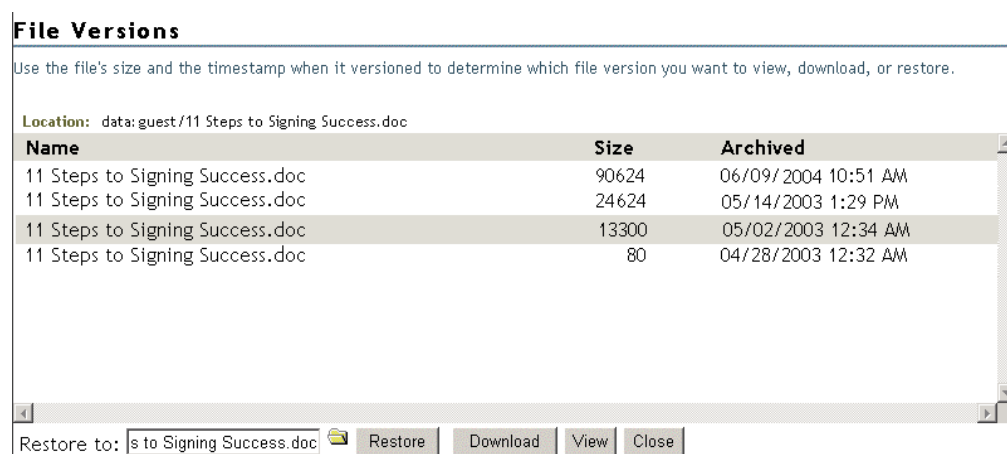 File Versions
Use the file's size and the timestamp when it versioned to determine which file version you want to view, download, or restore.
Location: data:guest/11 Steps to Signing Success.doc
Name Size Archived
11 Steps to Signing Success.doc 90624 06/09/2004 10:51 AM
11 Steps to Signing Success.doc 24624 05/14/2003 1:29 PM
11 Steps to Signing Success.doc 13300 05/02/2003 12:34 AM
11 Steps to Signing Success.doc 80 04/28/2003 12:32 AM
Restore to: s to Signing Success.doc Restore Download View Close